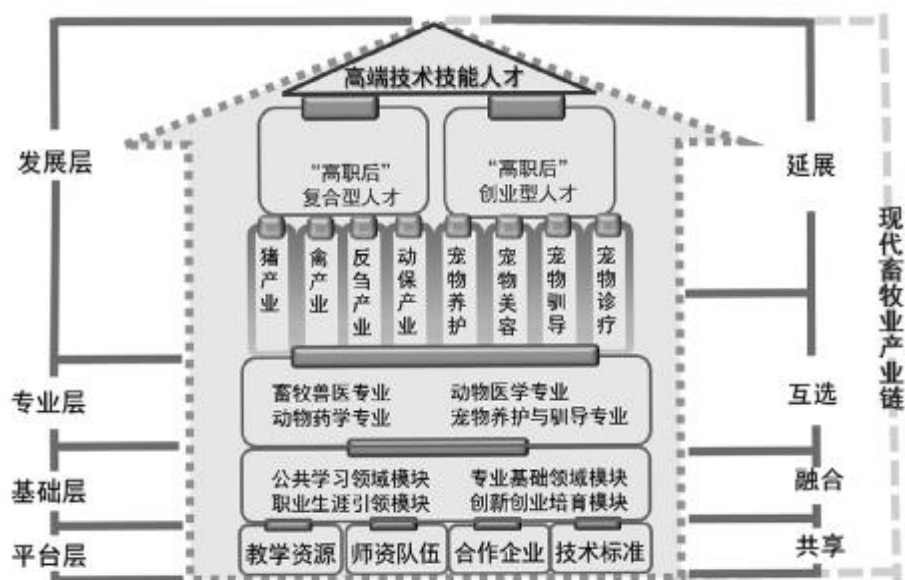 高端技术技能人才
发展层
延展
“高职后”
复合型人才
“高职后”
创业型人才
猪产业
禽产业
反刍产业
动保产业
宠物养护
宠物美容
宠物驯导
宠物诊疗
现代畜牧业产业链
专业层
畜牧兽医专业
动物医学专业
动物药学专业
宠物养护与驯导专业
互选
基础层
公共学习领域模块
专业基础领域模块
职业生涯引领模块
创新创业培育模块
融合
平台层
教学资源
师资队伍
合作企业
技术标准
共享